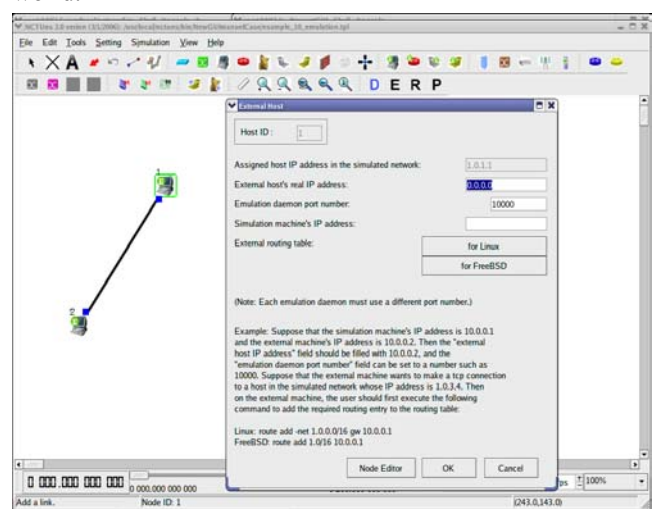 File Edit Tools Setting Simulation View Help
D E R P
External Host
Host ID : 1
Assigned host IP address in the simulated network: 1.0.1.1
External host's real IP address: 0.0.0.0
Emulation daemon port number: 10000
Simulation machine's IP address:
External routing table: for Linux
for FreeBSD
(Note: Each emulation daemon must use a different port number.)
Example: Suppose that the simulation machine's IP address is 10.0.0.1
and the external machine's IP address is 10.0.0.2. Then the "external
host IP address" field should be filled with 10.0.0.2, and the
"emulation daemon port number" field can be set to a number such as
10000. Suppose that the external machine wants to make a tcp connection
to a host in the simulated network whose IP address is 1.0.3.4. Then
on the external machine, the user should first execute the following
command to add the required routing entry to the routing table:
Linux: route add -net 1.0.0.0/16 gw 10.0.0.1
FreeBSD: route add 1.0/16 10.0.0.1
Node Editor OK Cancel
1
2
0 000 .000 000 000
0 000.000 000 000
100%
Add a link. Node ID: 1 (243.0,143.0)